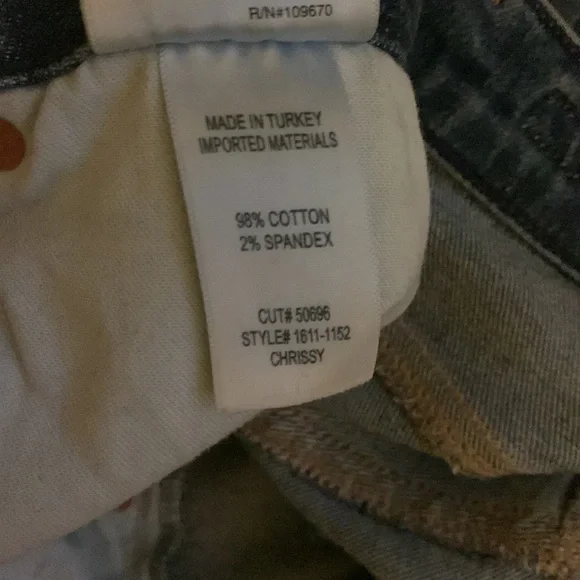 R/N#109670
MADE IN TURKEY
IMPORTED MATERIALS
98% COTTON
2% SPANDEX
CUT# 50696
STYLE# 1611-1152
CHRISSY